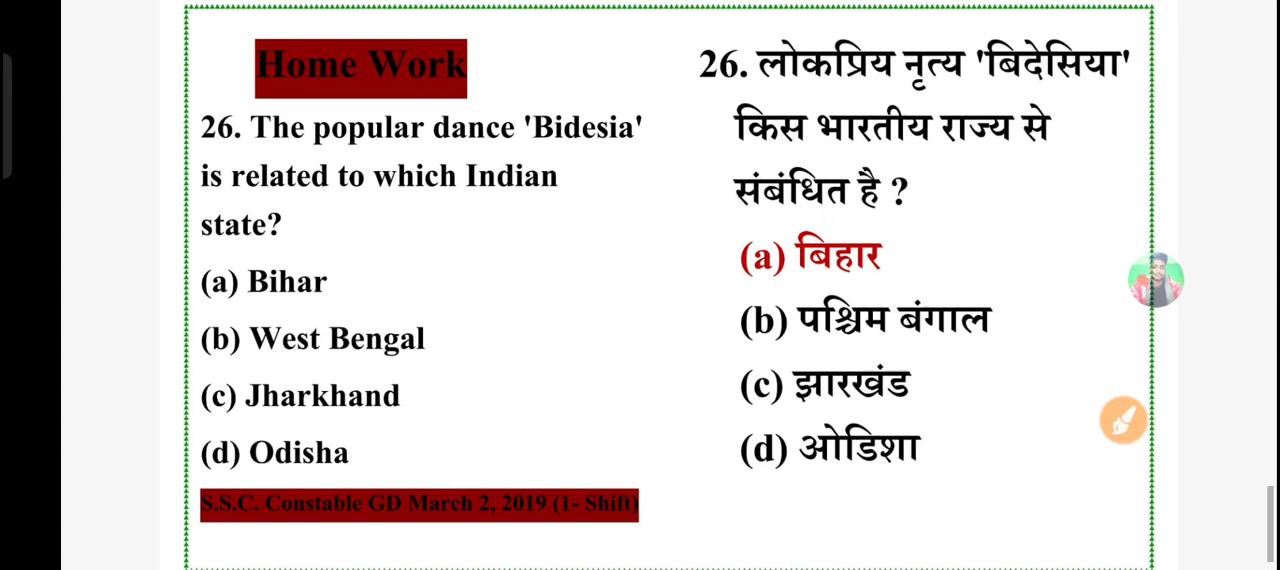 Home Work
26. The popular dance 'Bidesia'
is related to which Indian
state?
(a) Bihar
(b) West Bengal
(c) Jharkhand
(d) Odisha
S.S.C. Constable GD March 2, 2019 (1- Shift)
26. लोकप्रिय नृत्य 'बिदेसिया'
किस भारतीय राज्य से
संबंधित है ?
(a) बिहार
(b) पश्चिम बंगाल
(c) झारखंड
(d) ओडिशा